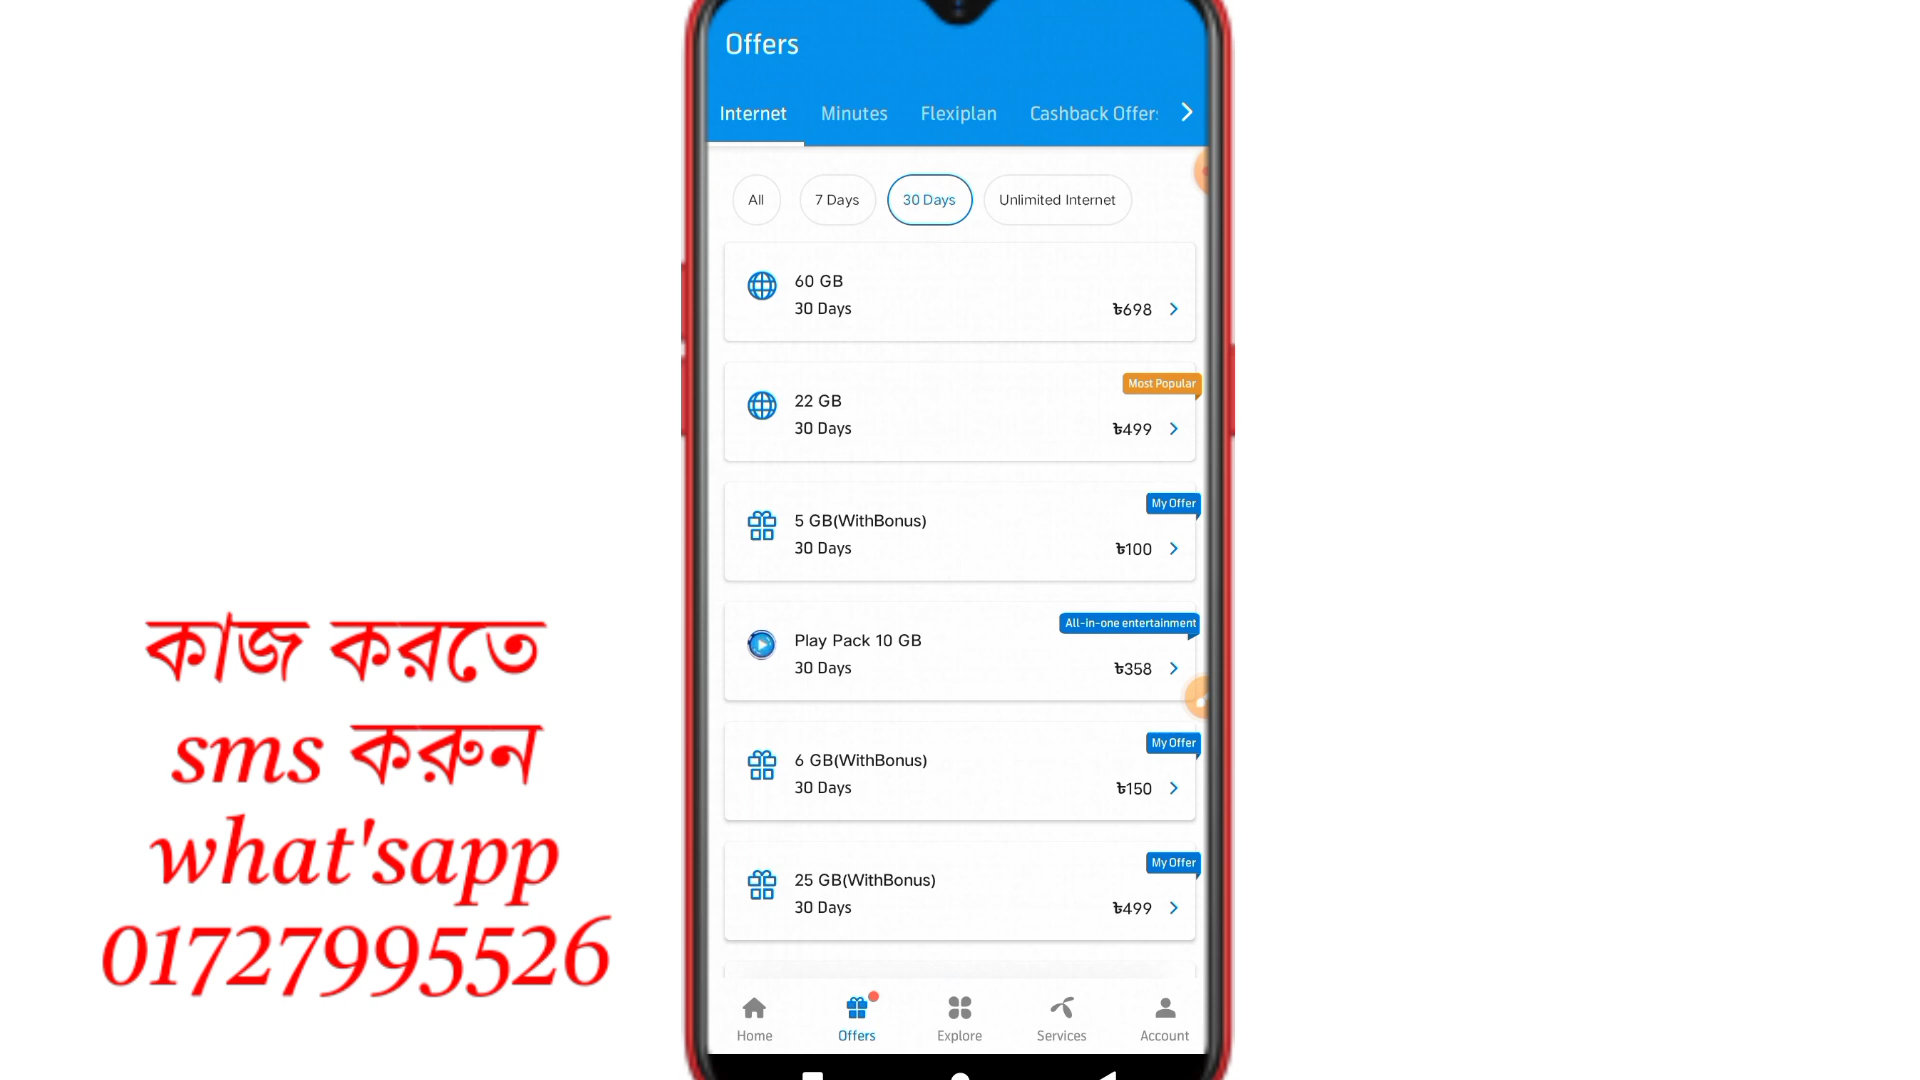 Offers
Internet Minutes Flexiplan Cashback Offer
All 7 Days 30 Days Unlimited Internet
60 GB
30 Days ৳698
Most Popular
22 GB
30 Days ৳499
My Offer
5 GB(WithBonus)
30 Days ৳100
All-in-one entertainment
Play Pack 10 GB
30 Days ৳358
My Offer
6 GB(WithBonus)
30 Days ৳150
My Offer
25 GB(WithBonus)
30 Days ৳499
Home Offers Explore Services Account
কাজ করতে
sms করুন
what'sapp
01727995526